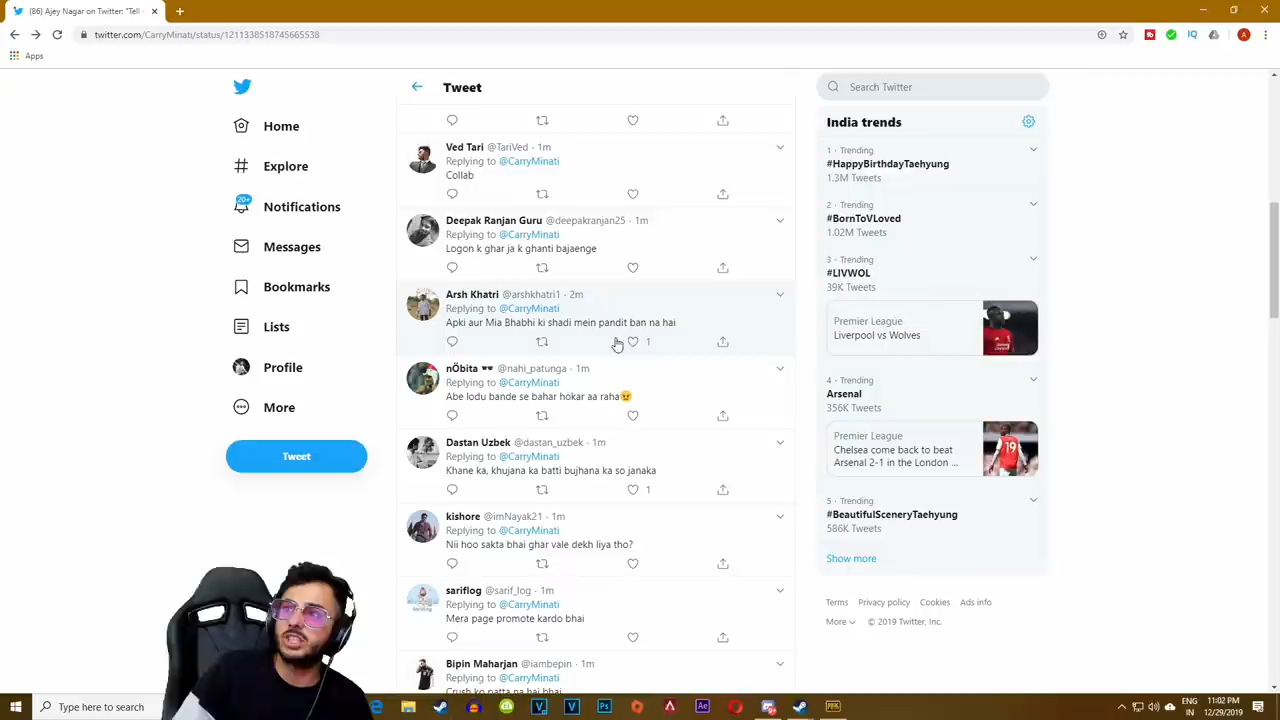 (86) Ajey Nagar on Twitter: "Tell
twitter.com/CarryMinati/status/1211338518745665538
Apps
Home
Explore
20+
Notifications
Messages
Bookmarks
Lists
Profile
More
Tweet
Tweet
Ved Tari @TariVed · 1m
Replying to @CarryMinati
Collab
Deepak Ranjan Guru @deepakranjan25 · 1m
Replying to @CarryMinati
Logon k ghar ja k ghanti bajaenge
Arsh Khatri @arshkhatri1 · 2m
Replying to @CarryMinati
Apki aur Mia Bhabhi ki shadi mein pandit ban na hai
1
nÖbita 🕶 @nahi_patunga · 1m
Replying to @CarryMinati
Abe lodu bande se bahar hokar aa raha😠
Dastan Uzbek @dastan_uzbek · 1m
Replying to @CarryMinati
Khane ka, khujana ka batti bujhana ka so janaka
1
kishore @imNayak21 · 1m
Replying to @CarryMinati
Nii hoo sakta bhai ghar vale dekh liya tho?
sariflog @sarif_log · 1m
Replying to @CarryMinati
Mera page promote kardo bhai
Bipin Maharjan @iambepin · 1m
Replying to @CarryMinati
Crush ko patta na hai bhai
Search Twitter
India trends
1 · Trending
#HappyBirthdayTaehyung
1.3M Tweets
2 · Trending
#BornToVLoved
1.02M Tweets
3 · Trending
#LIVWOL
39K Tweets
Premier League
Liverpool vs Wolves
4 · Trending
Arsenal
356K Tweets
Premier League
Chelsea come back to beat
Arsenal 2-1 in the London ...
19
5 · Trending
#BeautifulSceneryTaehyung
586K Tweets
Show more
Terms Privacy policy Cookies Ads info
More © 2019 Twitter, Inc.
Type here to search
ENG
IN
11:02 PM
12/29/2019